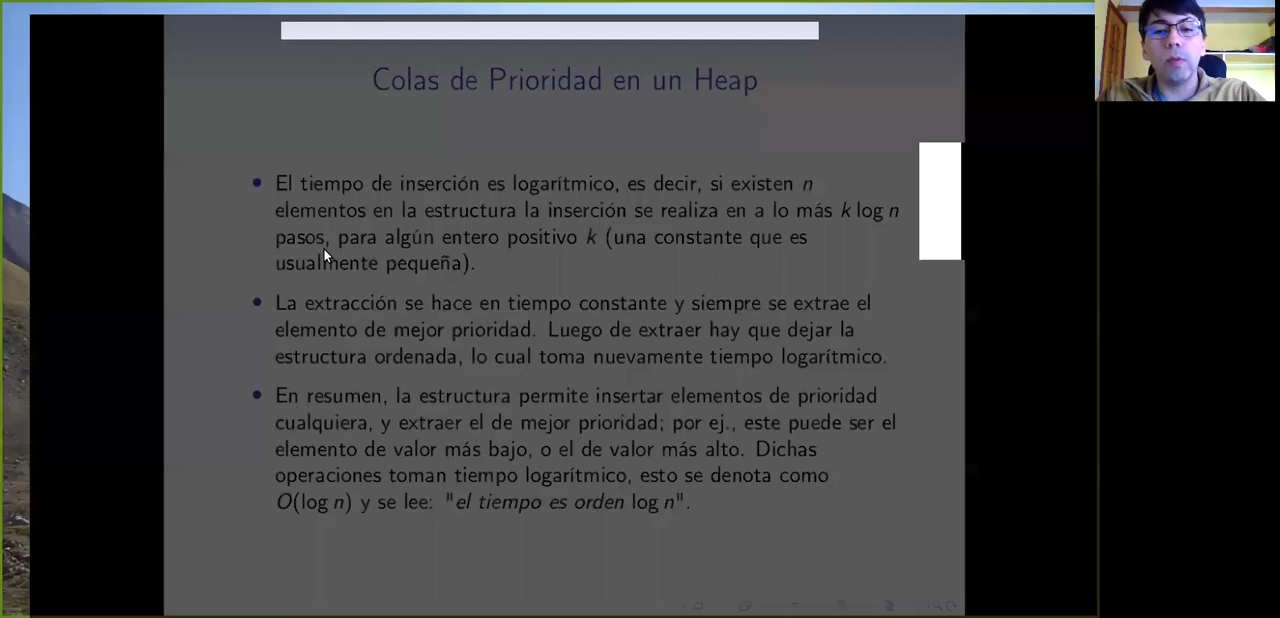 Colas de Prioridad en un Heap
El tiempo de inserción es logarítmico, es decir, si existen n
elementos en la estructura la inserción se realiza en a lo más k log n
pasos, para algún entero positivo k (una constante que es
usualmente pequeña).
La extracción se hace en tiempo constante y siempre se extrae el
elemento de mejor prioridad. Luego de extraer hay que dejar la
estructura ordenada, lo cual toma nuevamente tiempo logarítmico.
En resumen, la estructura permite insertar elementos de prioridad
cualquiera, y extraer el de mejor prioridad; por ej., este puede ser el
elemento de valor más bajo, o el de valor más alto. Dichas
operaciones toman tiempo logarítmico, esto se denota como
O(log n) y se lee: "el tiempo es orden log n".